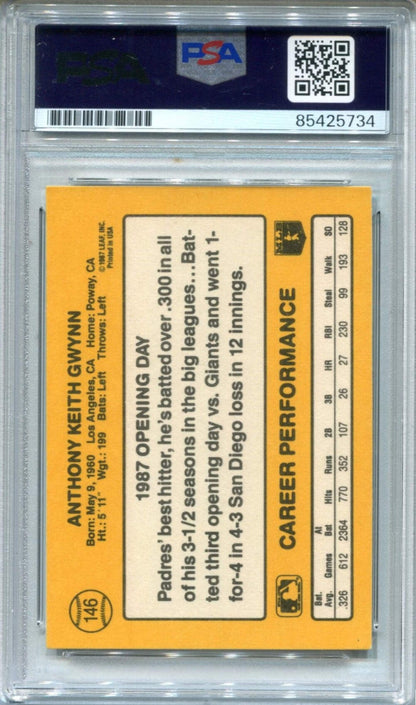 PSA
PSA
85425734
146
ANTHONY KEITH GWYNN
Born: May 9, 1960 Los Angeles, CA Home: Poway, CA
Ht.: 5'11" Wgt.: 199 Bats: Left Throws: Left
©1987 LEAF, INC.
Printed in USA
1987 OPENING DAY
Padres' best hitter, he's batted over .300 in all
of his 3-1/2 seasons in the big leagues...Bat-
ted third opening day vs. Giants and went 1-
for-4 in 4-3 San Diego loss in 12 innings.
CAREER PERFORMANCE
MLB
Bat. Avg. Games At Bat Hits Runs 2B 3B HR RBI Steal Walk SO
.326 612 2364 770 352 107 26 27 230 99 193 128